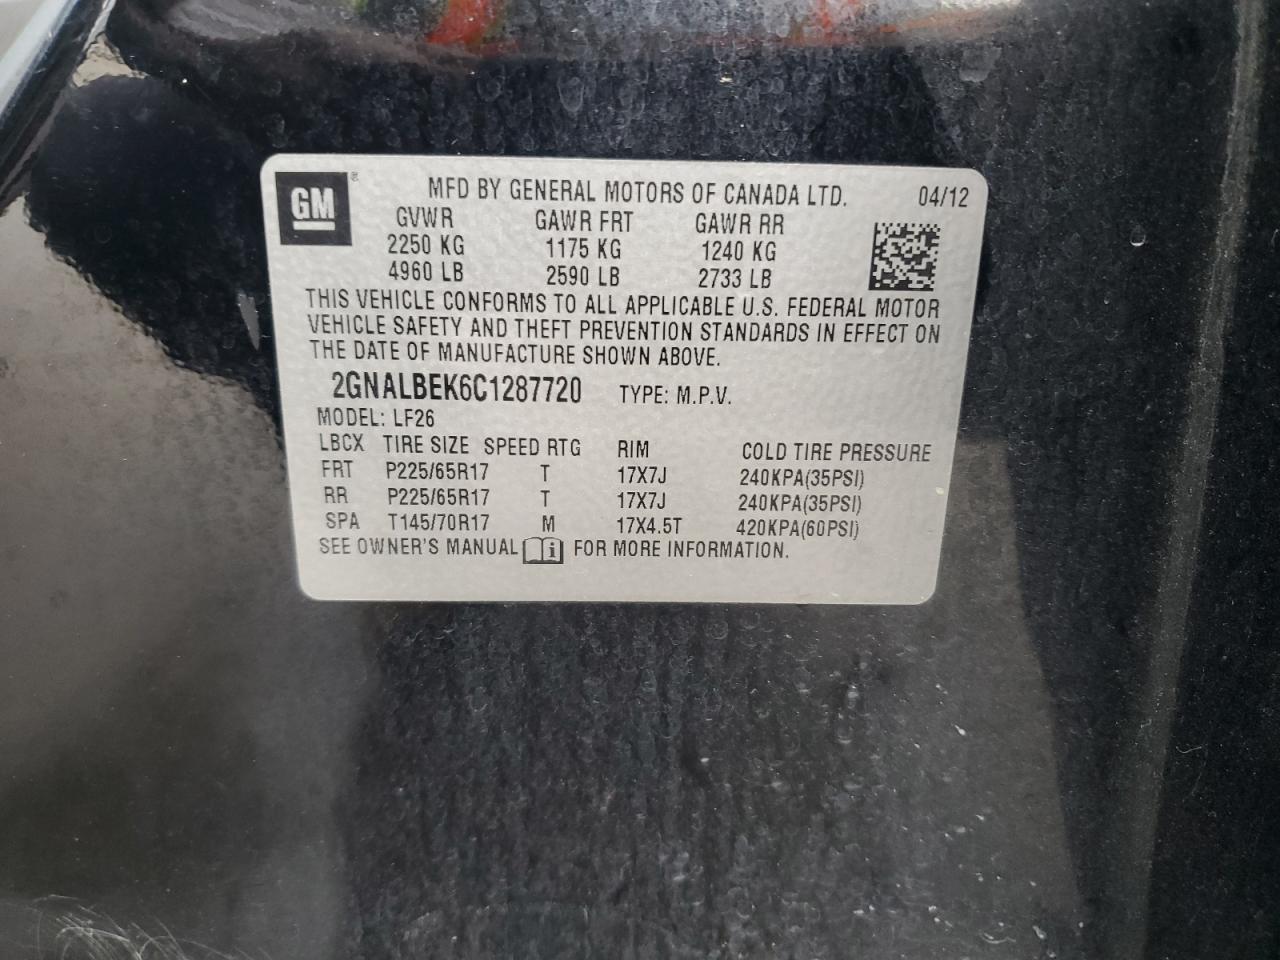 GM ®
MFD BY GENERAL MOTORS OF CANADA LTD. 04/12
GVWR GAWR FRT GAWR RR
2250 KG 1175 KG 1240 KG
4960 LB 2590 LB 2733 LB
THIS VEHICLE CONFORMS TO ALL APPLICABLE U.S. FEDERAL MOTOR
VEHICLE SAFETY AND THEFT PREVENTION STANDARDS IN EFFECT ON
THE DATE OF MANUFACTURE SHOWN ABOVE.
2GNALBEK6C1287720 TYPE: M.P.V.
MODEL: LF26
LBCX TIRE SIZE SPEED RTG RIM COLD TIRE PRESSURE
FRT P225/65R17 T 17X7J 240KPA(35PSI)
RR P225/65R17 T 17X7J 240KPA(35PSI)
SPA T145/70R17 M 17X4.5T 420KPA(60PSI)
SEE OWNER'S MANUAL i FOR MORE INFORMATION.